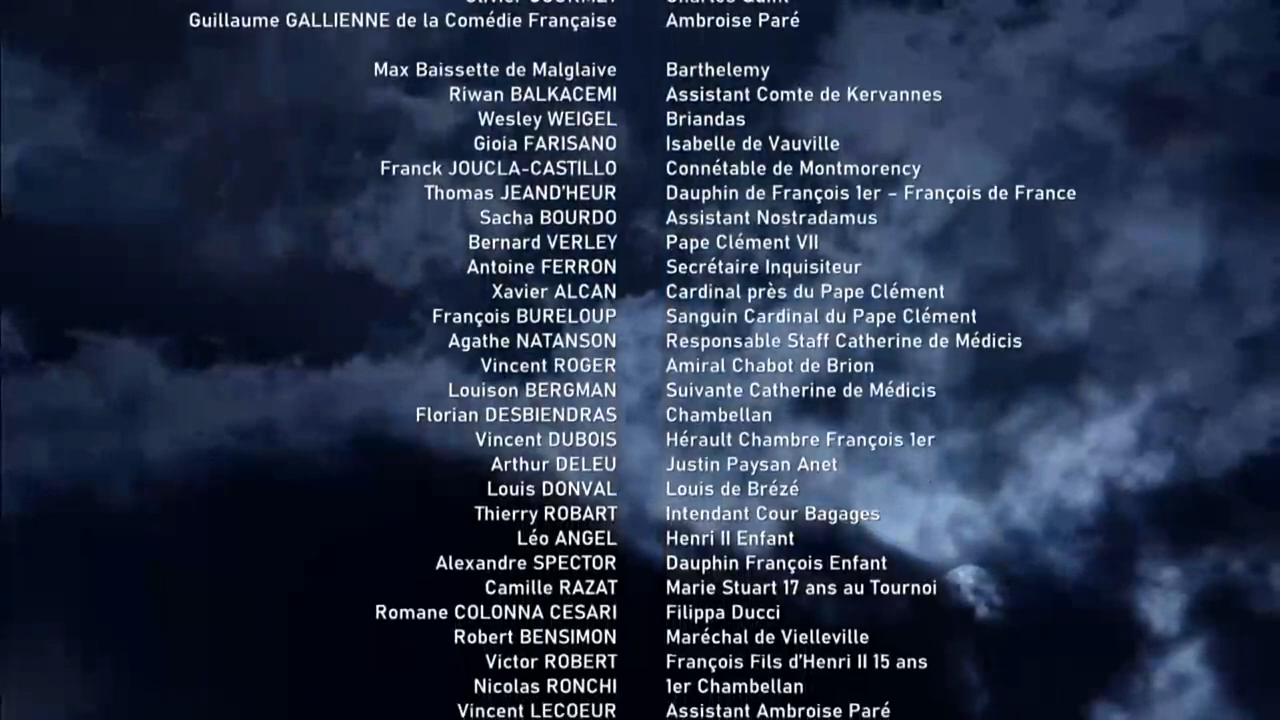 Guillaume GALLIENNE de la Comédie Française Ambroise Paré
Max Baissette de Malglaive Barthelemy
Riwan BALKACEMI Assistant Comte de Kervannes
Wesley WEIGEL Briandas
Gioia FARISANO Isabelle de Vauville
Franck JOUCLA-CASTILLO Connétable de Montmorency
Thomas JEAND'HEUR Dauphin de François 1er – François de France
Sacha BOURDO Assistant Nostradamus
Bernard VERLEY Pape Clément VII
Antoine FERRON Secrétaire Inquisiteur
Xavier ALCAN Cardinal près du Pape Clément
François BURELOUP Sanguin Cardinal du Pape Clément
Agathe NATANSON Responsable Staff Catherine de Médicis
Vincent ROGER Amiral Chabot de Brion
Louison BERGMAN Suivante Catherine de Médicis
Florian DESBIENDRAS Chambellan
Vincent DUBOIS Hérault Chambre François 1er
Arthur DELEU Justin Paysan Anet
Louis DONVAL Louis de Brézé
Thierry ROBART Intendant Cour Bagages
Léo ANGEL Henri II Enfant
Alexandre SPECTOR Dauphin François Enfant
Camille RAZAT Marie Stuart 17 ans au Tournoi
Romane COLONNA CESARI Filippa Ducci
Robert BENSIMON Maréchal de Vielleville
Victor ROBERT François Fils d'Henri II 15 ans
Nicolas RONCHI 1er Chambellan
Vincent LECOEUR Assistant Ambroise Paré